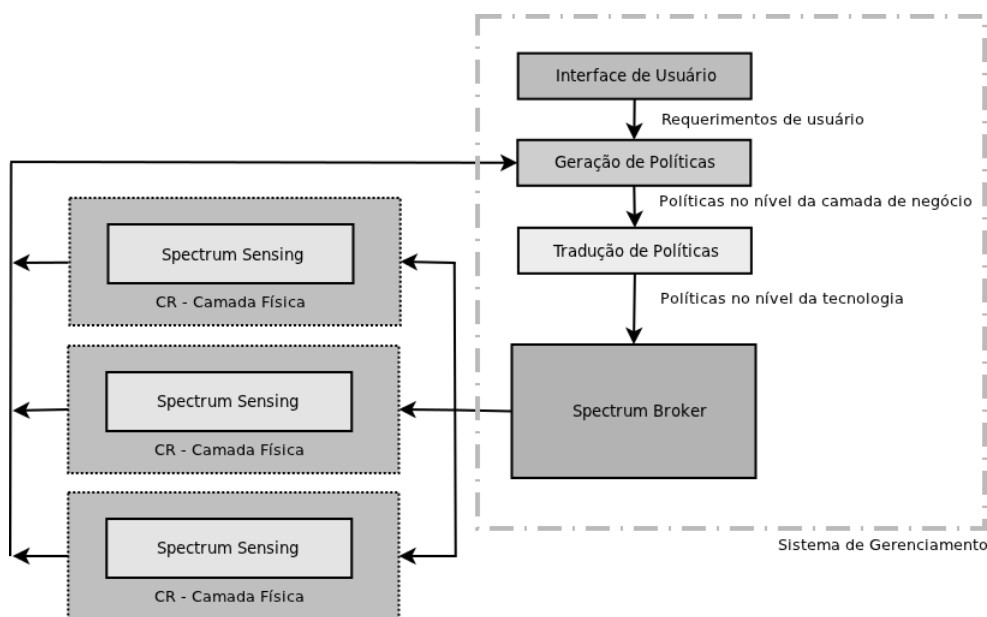 Interface de Usuário
Requerimentos de usuário
Geração de Políticas
Políticas no nível da camada de negócio
Tradução de Políticas
Políticas no nível da tecnologia
Spectrum Broker
Sistema de Gerenciamento
Spectrum Sensing
CR - Camada Física
Spectrum Sensing
CR - Camada Física
Spectrum Sensing
CR - Camada Física